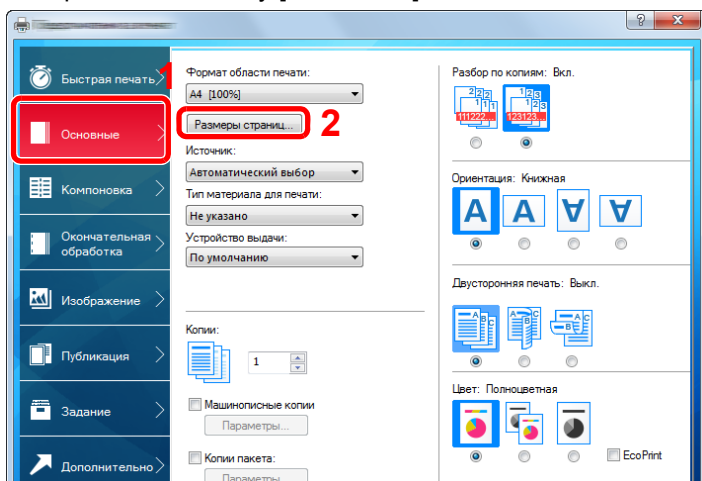 Быстрая печать
1
Основные
Компоновка
Окончательная
обработка
Изображение
Публикация
Задание
Дополнительно
Формат области печати:
A4 [100%]
Размеры страниц...
2
Источник:
Автоматический выбор
Тип материала для печати:
Не указано
Устройство выдачи:
По умолчанию
Копии:
1
Машинописные копии
Параметры...
Копии пакета:
Параметры...
Разбор по копиям: Вкл.
111222...
123123...
Ориентация: Книжная
A A A A
Двусторонняя печать: Выкл.
Цвет: Полноцветная
EcoPrint